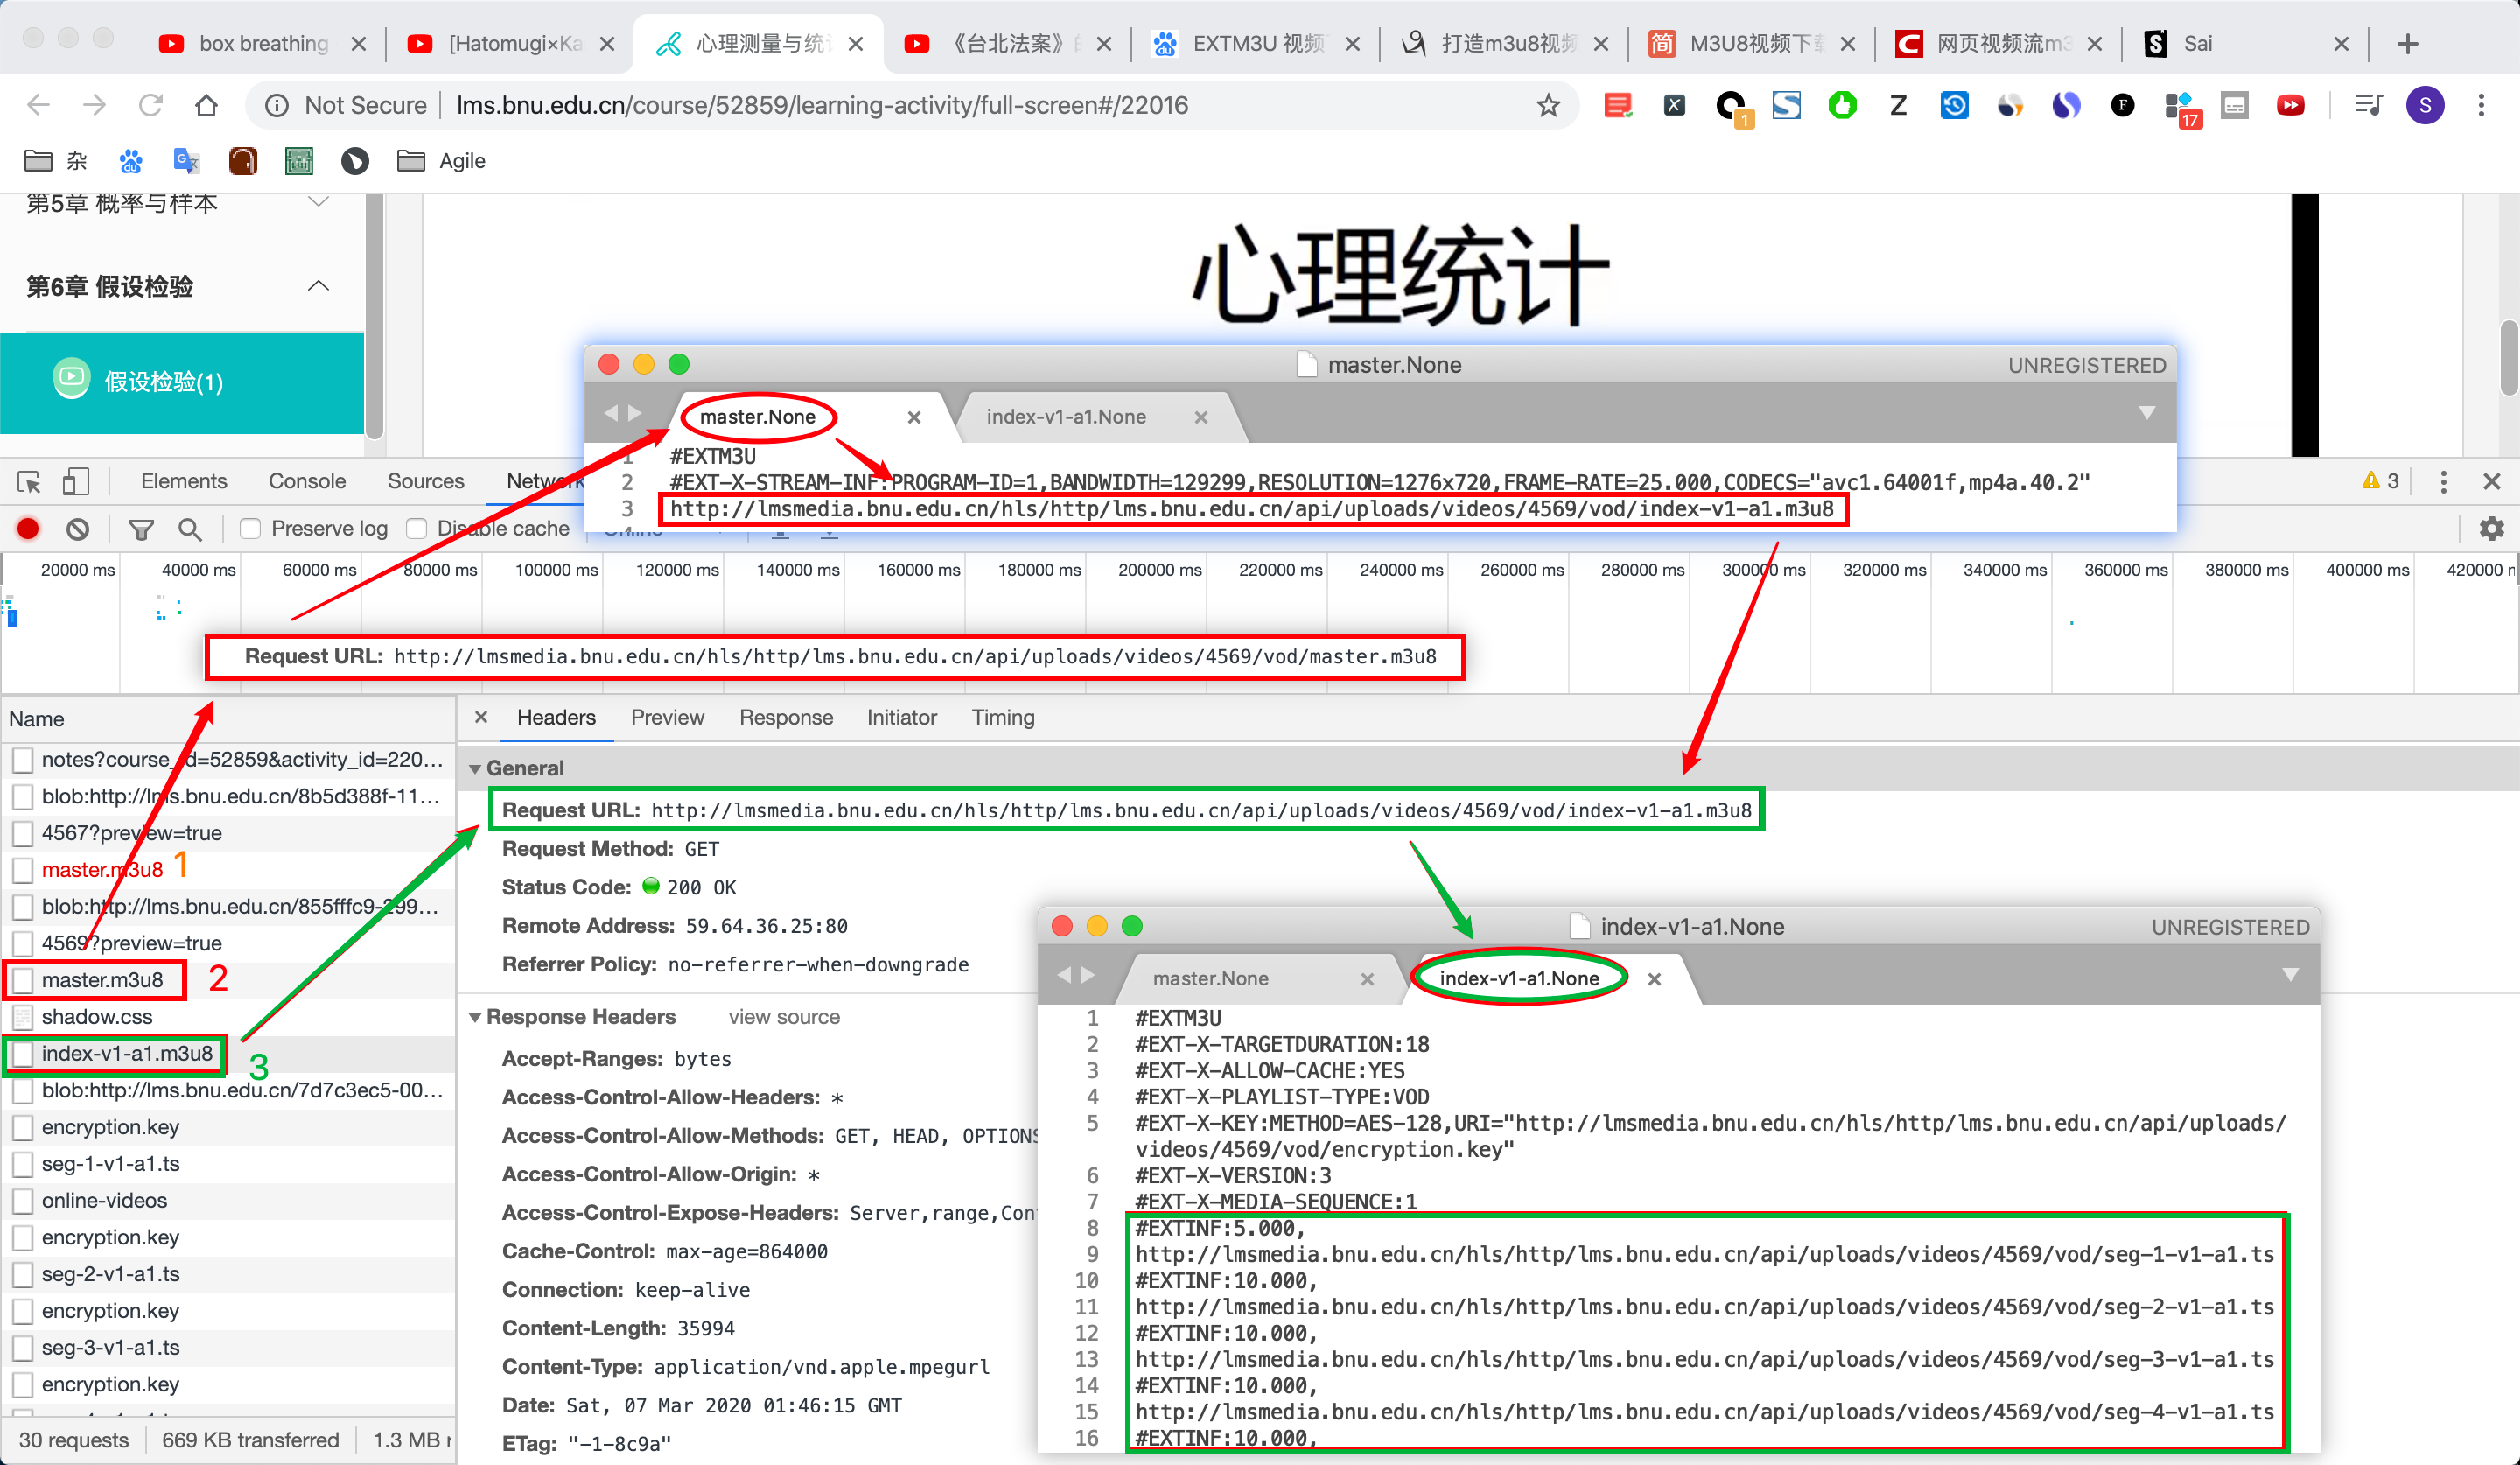 box breathing
[Hatomugi×Ka
心理测量与统
《台北法案》
EXTM3U 视频
打造m3u8视频
M3U8视频下
网页视频流m3
Sai
Not Secure
lms.bnu.edu.cn/course/52859/learning-activity/full-screen#/22016
1
17
S
杂
Agile
第5章 概率与样本
第6章 假设检验
假设检验(1)
心理统计
master.None
UNREGISTERED
master.None
index-v1-a1.None
1 #EXTM3U
2 #EXT-X-STREAM-INF:PROGRAM-ID=1,BANDWIDTH=129299,RESOLUTION=1276x720,FRAME-RATE=25.000,CODECS="avc1.64001f,mp4a.40.2"
3 http://lmsmedia.bnu.edu.cn/hls/http/lms.bnu.edu.cn/api/uploads/videos/4569/vod/index-v1-a1.m3u8
Elements Console Sources Network
3
Preserve log Disable cache Online
20000 ms 40000 ms 60000 ms 80000 ms 100000 ms 120000 ms 140000 ms 160000 ms 180000 ms 200000 ms 220000 ms 240000 ms 260000 ms 280000 ms 300000 ms 320000 ms 340000 ms 360000 ms 380000 ms 400000 ms 420000
Request URL: http://lmsmedia.bnu.edu.cn/hls/http/lms.bnu.edu.cn/api/uploads/videos/4569/vod/master.m3u8
Name
notes?course_id=52859&activity_id=220…
blob:http://lms.bnu.edu.cn/8b5d388f-11…
4567?preview=true
master.m3u8 1
blob:http://lms.bnu.edu.cn/855fffc9-299…
4569?preview=true
master.m3u8 2
shadow.css
index-v1-a1.m3u8 3
blob:http://lms.bnu.edu.cn/7d7c3ec5-00…
encryption.key
seg-1-v1-a1.ts
online-videos
encryption.key
seg-2-v1-a1.ts
encryption.key
seg-3-v1-a1.ts
encryption.key
30 requests 669 KB transferred 1.3 MB
Headers Preview Response Initiator Timing
General
Request URL: http://lmsmedia.bnu.edu.cn/hls/http/lms.bnu.edu.cn/api/uploads/videos/4569/vod/index-v1-a1.m3u8
Request Method: GET
Status Code: 200 OK
Remote Address: 59.64.36.25:80
Referrer Policy: no-referrer-when-downgrade
Response Headers view source
Accept-Ranges: bytes
Access-Control-Allow-Headers: *
Access-Control-Allow-Methods: GET, HEAD, OPTIONS
Access-Control-Allow-Origin: *
Access-Control-Expose-Headers: Server,range,Con
Cache-Control: max-age=864000
Connection: keep-alive
Content-Length: 35994
Content-Type: application/vnd.apple.mpegurl
Date: Sat, 07 Mar 2020 01:46:15 GMT
ETag: "-1-8c9a"
index-v1-a1.None
UNREGISTERED
master.None
index-v1-a1.None
1 #EXTM3U
2 #EXT-X-TARGETDURATION:18
3 #EXT-X-ALLOW-CACHE:YES
4 #EXT-X-PLAYLIST-TYPE:VOD
5 #EXT-X-KEY:METHOD=AES-128,URI="http://lmsmedia.bnu.edu.cn/hls/http/lms.bnu.edu.cn/api/uploads/
videos/4569/vod/encryption.key"
6 #EXT-X-VERSION:3
7 #EXT-X-MEDIA-SEQUENCE:1
8 #EXTINF:5.000,
9 http://lmsmedia.bnu.edu.cn/hls/http/lms.bnu.edu.cn/api/uploads/videos/4569/vod/seg-1-v1-a1.ts
10 #EXTINF:10.000,
11 http://lmsmedia.bnu.edu.cn/hls/http/lms.bnu.edu.cn/api/uploads/videos/4569/vod/seg-2-v1-a1.ts
12 #EXTINF:10.000,
13 http://lmsmedia.bnu.edu.cn/hls/http/lms.bnu.edu.cn/api/uploads/videos/4569/vod/seg-3-v1-a1.ts
14 #EXTINF:10.000,
15 http://lmsmedia.bnu.edu.cn/hls/http/lms.bnu.edu.cn/api/uploads/videos/4569/vod/seg-4-v1-a1.ts
16 #EXTINF:10.000,